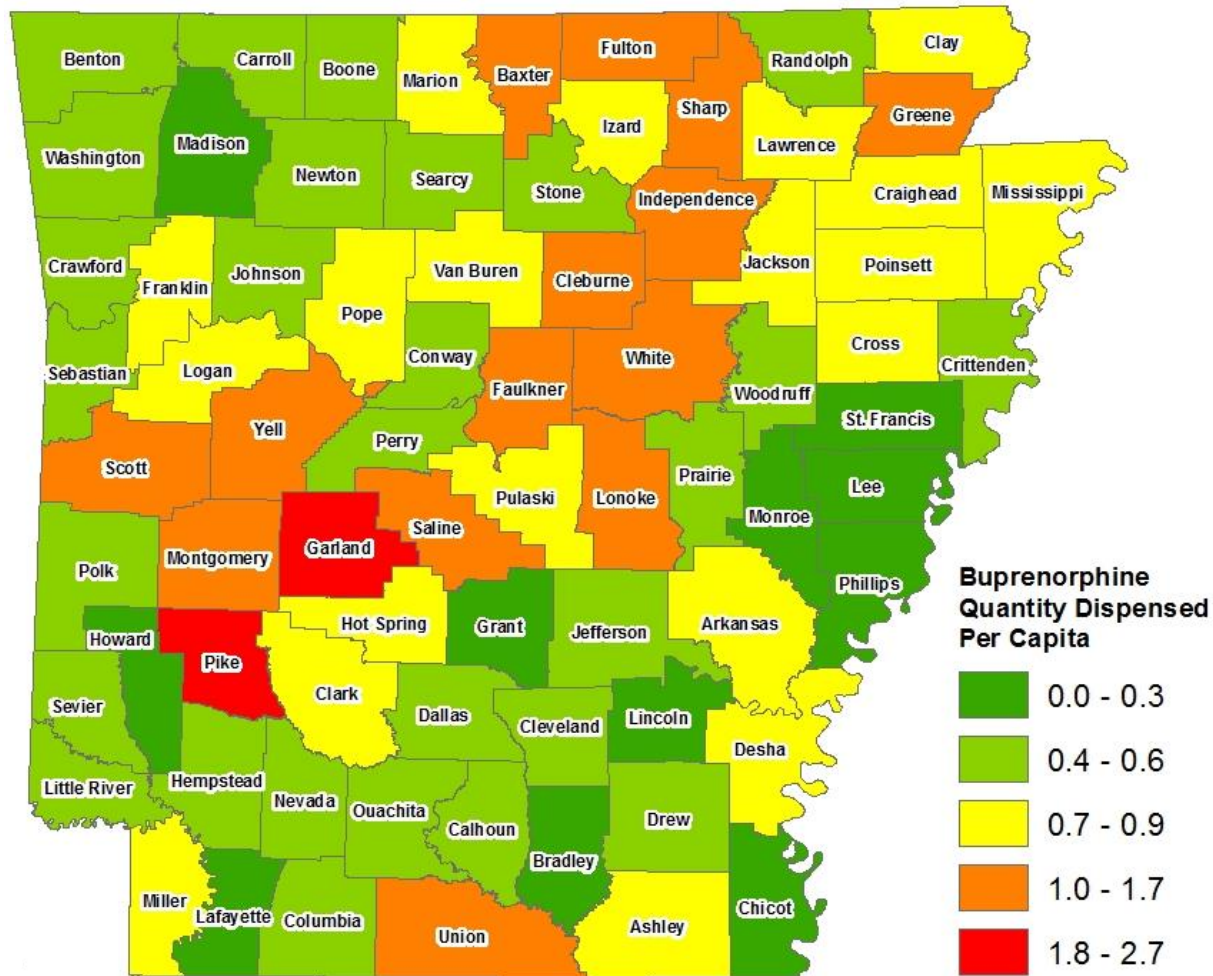 Benton
Carroll
Boone
Marion
Baxter
Fulton
Randolph
Clay
Sharp
Greene
Izard
Lawrence
Washington
Madison
Newton
Searcy
Stone
Independence
Craighead
Mississippi
Crawford
Franklin
Johnson
Pope
Van Buren
Cleburne
Jackson
Poinsett
Sebastian
Logan
Conway
White
Cross
Crittenden
Woodruff
Faulkner
Yell
Perry
St. Francis
Scott
Pulaski
Lonoke
Prairie
Lee
Monroe
Saline
Garland
Montgomery
Polk
Phillips
Howard
Hot Spring
Grant
Jefferson
Arkansas
Pike
Clark
Sevier
Dallas
Cleveland
Lincoln
Desha
Little River
Hempstead
Nevada
Ouachita
Calhoun
Drew
Bradley
Miller
Lafayette
Columbia
Union
Ashley
Chicot
Buprenorphine
Quantity Dispensed
Per Capita
0.0 - 0.3
0.4 - 0.6
0.7 - 0.9
1.0 - 1.7
1.8 - 2.7